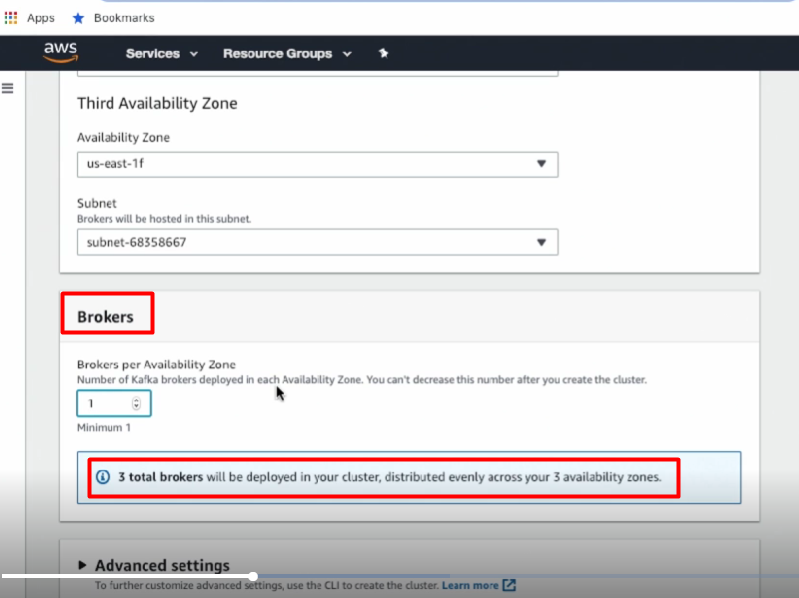 Apps Bookmarks
aws Services Resource Groups
Third Availability Zone
Availability Zone
us-east-1f
Subnet
Brokers will be hosted in this subnet.
subnet-68358667
Brokers
Brokers per Availability Zone
Number of Kafka brokers deployed in each Availability Zone. You can't decrease this number after you create the cluster.
1
Minimum 1
3 total brokers will be deployed in your cluster, distributed evenly across your 3 availability zones.
Advanced settings
To further customize advanced settings, use the CLI to create the cluster. Learn more